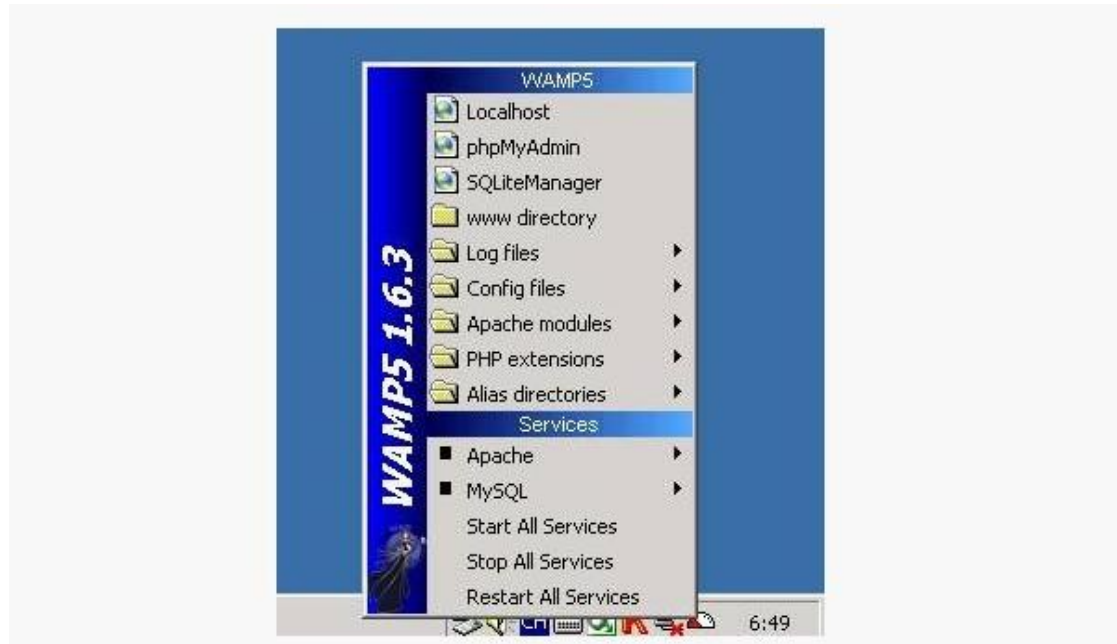 WAMP5
Localhost
phpMyAdmin
SQLiteManager
www directory
Log files
Config files
Apache modules
PHP extensions
Alias directories
Services
Apache
MySQL
Start All Services
Stop All Services
Restart All Services
WAMP5 1.6.3
CH
6:49